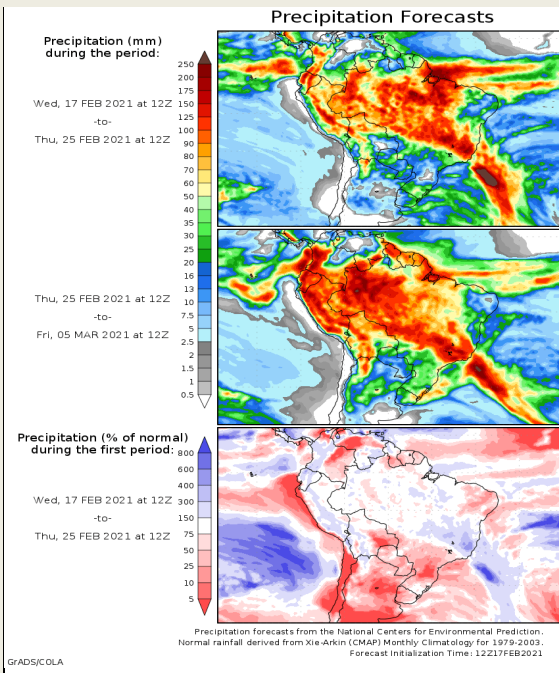 Precipitation Forecasts
Precipitation (mm)
during the period:
250
200
175
150
125
100
90
80
70
60
50
40
35
30
25
20
16
13
10
7.5
5
2.5
2
1.5
1
0.5
Wed, 17 FEB 2021 at 12Z
-to-
Thu, 25 FEB 2021 at 12Z
Thu, 25 FEB 2021 at 12Z
-to-
Fri, 05 MAR 2021 at 12Z
Precipitation (% of normal)
during the first period:
800
600
400
300
150
75
50
25
10
5
Wed, 17 FEB 2021 at 12Z
-to-
Thu, 25 FEB 2021 at 12Z
Precipitation forecasts from the National Centers for Environmental Prediction.
Normal rainfall derived from Xie-Arkin (CMAP) Monthly Climatology for 1979-2003.
Forecast Initialization Time: 12Z17FEB2021
GrADS/COLA